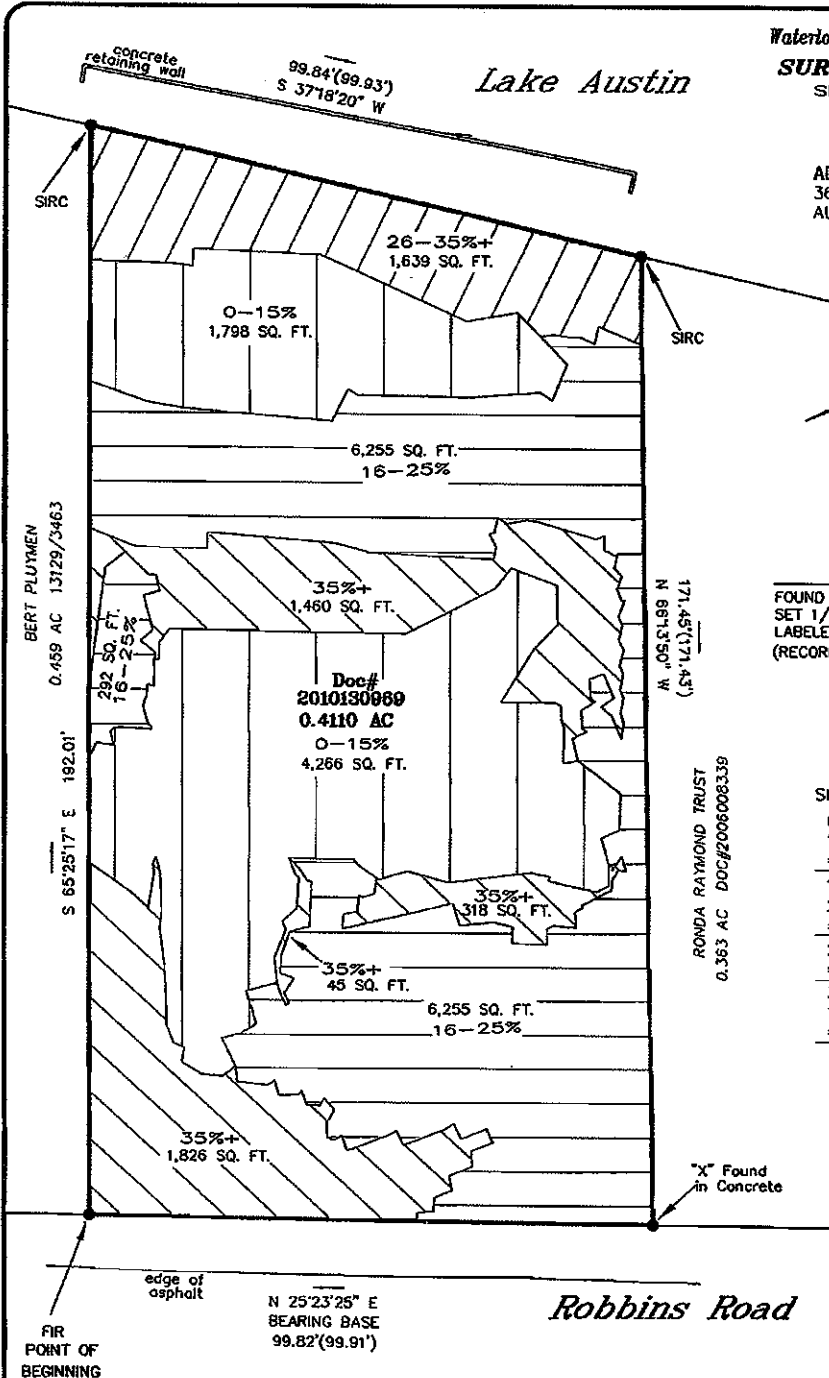 concrete
retaining wall
99.84'(99.93')
S 37°18'20" W
Lake Austin
Waterlo
SUR
S
SIRC
36
AU
26-35%+
1,639 SQ. FT.
0-15%
1,798 SQ. FT.
SIRC
6,255 SQ. FT.
16-25%
BERT PLUYMEN
0.459 AC 13129/3463
35%+
1,460 SQ. FT.
292 SQ. FT.
16-25%
171.45'(171.43')
N 66°13'50" W
FOUND
SET 1/
LABELE
(RECOR
Doc#
2010130969
0.4110 AC
0-15%
4,266 SQ. FT.
S 65°25'17" E 192.01'
RONDA RAYMOND TRUST
0.363 AC DOC#2006008339
S
35%+
318 SQ. FT.
35%+
45 SQ. FT.
6,255 SQ. FT.
16-25%
35%+
1,826 SQ. FT.
"X" Found
in Concrete
edge of
asphalt
N 25°23'25" E
BEARING BASE
99.82'(99.91')
Robbins Road
FIR
POINT OF
BEGINNING